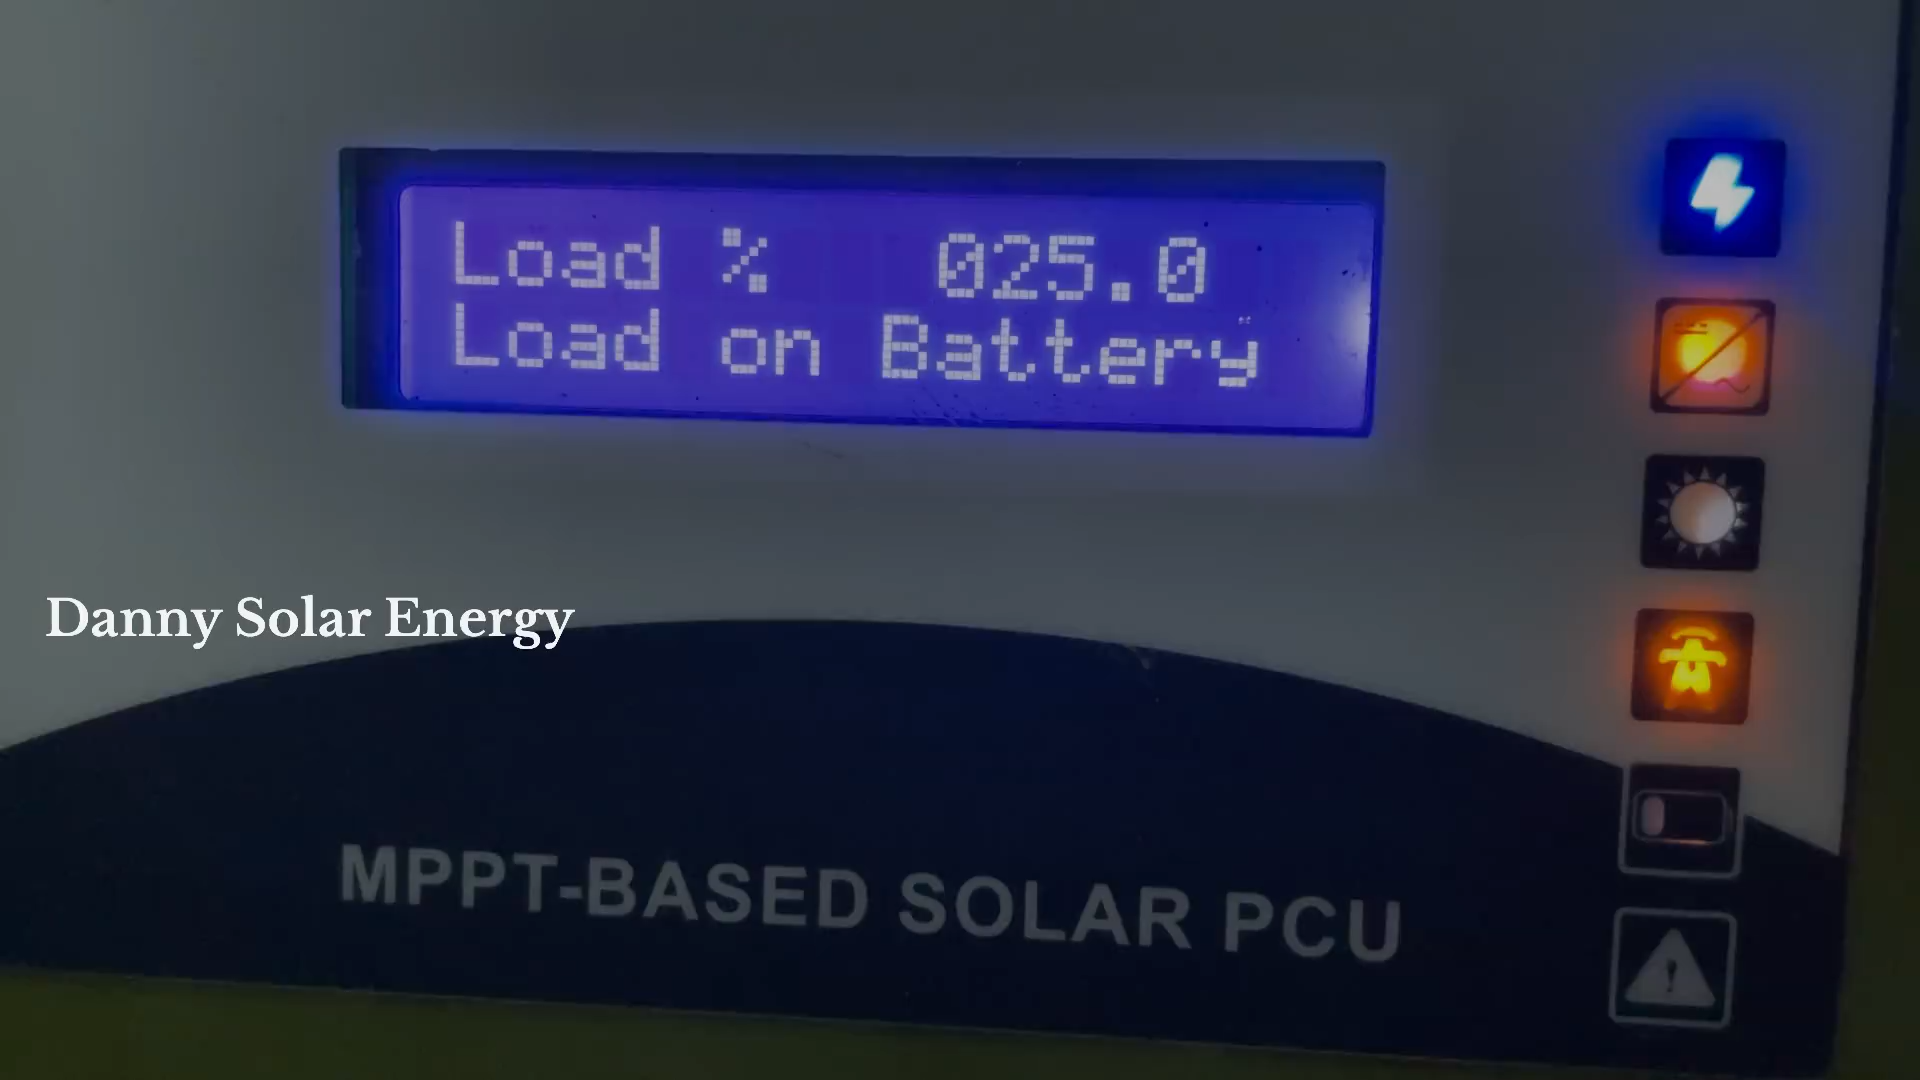 Load % 025.0
Load on Battery
Danny Solar Energy
MPPT-BASED SOLAR PCU